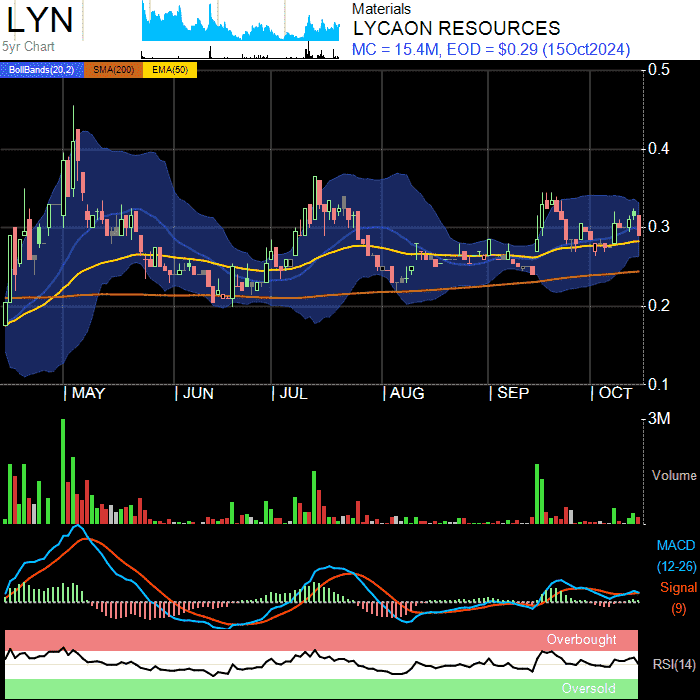 LYN
5yr Chart
Materials
LYCAON RESOURCES
MC = 15.4M, EOD = $0.29 (15Oct2024)
BollBands(20,2) SMA(200) EMA(50)
0.5
0.4
0.3
0.2
0.1
| MAY | JUN | JUL | AUG | SEP | OCT
3M
Volume
MACD
(12-26)
Signal
(9)
Overbought
RSI(14)
Oversold